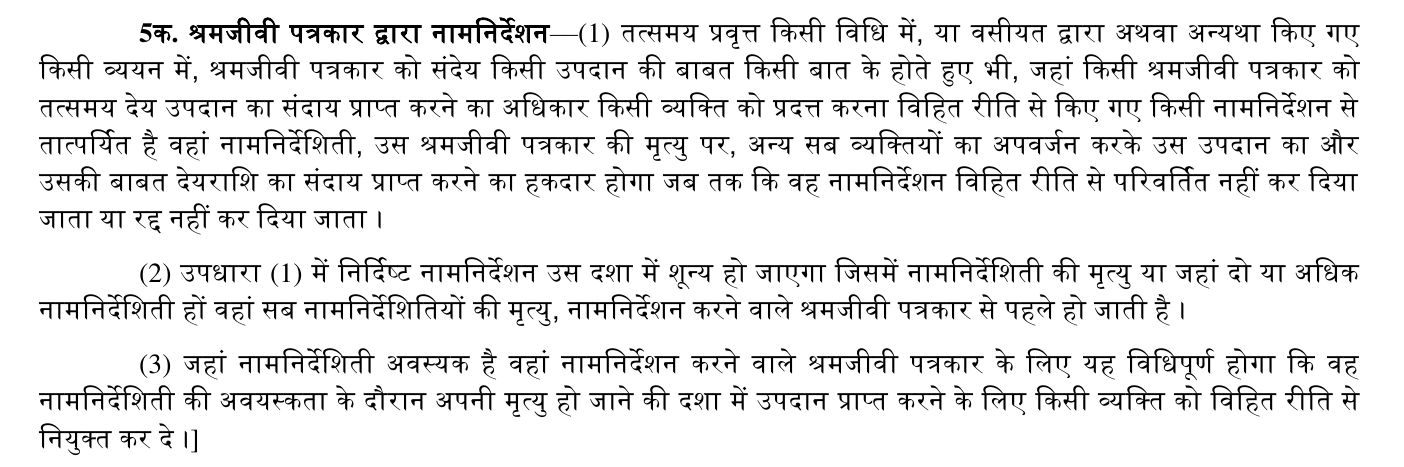 5क. श्रमजीवी पत्रकार द्वारा नामनिर्देशन—(1) तत्समय प्रवृत्त किसी विधि में, या वसीयत द्वारा अथवा अन्यथा किए गए
किसी व्ययन में, श्रमजीवी पत्रकार को संदेय किसी उपदान की बाबत किसी बात के होते हुए भी, जहां किसी श्रमजीवी पत्रकार को
तत्समय देय उपदान का संदाय प्राप्त करने का अधिकार किसी व्यक्ति को प्रदत्त करना विहित रीति से किए गए किसी नामनिर्देशन से
तात्पर्यित है वहां नामनिर्देशिती, उस श्रमजीवी पत्रकार की मृत्यु पर, अन्य सब व्यक्तियों का अपवर्जन करके उस उपदान का और
उसकी बाबत देयराशि का संदाय प्राप्त करने का हकदार होगा जब तक कि वह नामनिर्देशन विहित रीति से परिवर्तित नहीं कर दिया
जाता या रद्द नहीं कर दिया जाता ।
(2) उपधारा (1) में निर्दिष्ट नामनिर्देशन उस दशा में शून्य हो जाएगा जिसमें नामनिर्देशिती की मृत्यु या जहां दो या अधिक
नामनिर्देशिती हों वहां सब नामनिर्देशितियों की मृत्यु, नामनिर्देशन करने वाले श्रमजीवी पत्रकार से पहले हो जाती है ।
(3) जहां नामनिर्देशिती अवस्यक है वहां नामनिर्देशन करने वाले श्रमजीवी पत्रकार के लिए यह विधिपूर्ण होगा कि वह
नामनिर्देशिती की अवयस्कता के दौरान अपनी मृत्यु हो जाने की दशा में उपदान प्राप्त करने के लिए किसी व्यक्ति को विहित रीति से
नियुक्त कर दे ।]